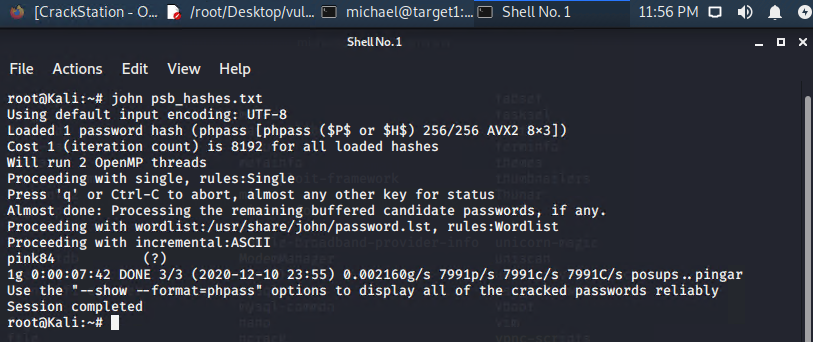 [CrackStation - O... /root/Desktop/vul... michael@target1:... Shell No. 1 11:56 PM
Shell No. 1
File Actions Edit View Help
root@Kali:~# john psb_hashes.txt
Using default input encoding: UTF-8
Loaded 1 password hash (phpass [phpass ($P$ or $H$) 256/256 AVX2 8×3])
Cost 1 (iteration count) is 8192 for all loaded hashes
Will run 2 OpenMP threads
Proceeding with single, rules:Single
Press 'q' or Ctrl-C to abort, almost any other key for status
Almost done: Processing the remaining buffered candidate passwords, if any.
Proceeding with wordlist:/usr/share/john/password.lst, rules:Wordlist
Proceeding with incremental:ASCII
pink84 (?)
1g 0:00:07:42 DONE 3/3 (2020-12-10 23:55) 0.002160g/s 7991p/s 7991c/s 7991C/s posups..pingar
Use the "--show --format=phpass" options to display all of the cracked passwords reliably
Session completed
root@Kali:~#